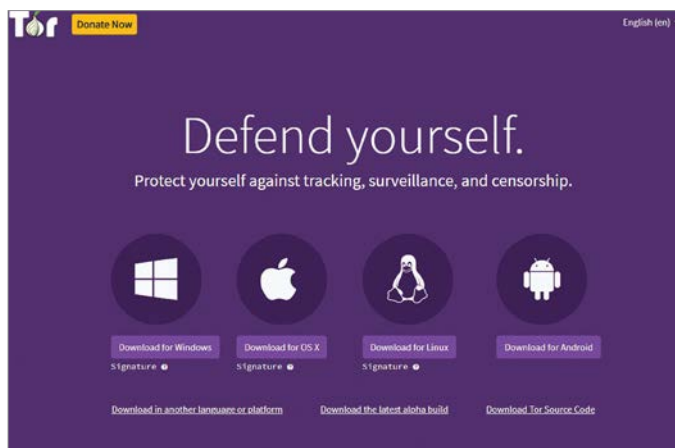 Tor
Donate Now
English (en)
Defend yourself.
Protect yourself against tracking, surveillance, and censorship.
Download for Windows
Download for OS X
Download for Linux
Download for Android
Signature
Signature
Signature
Download in another language or platform
Download the latest alpha build
Download Tor Source Code